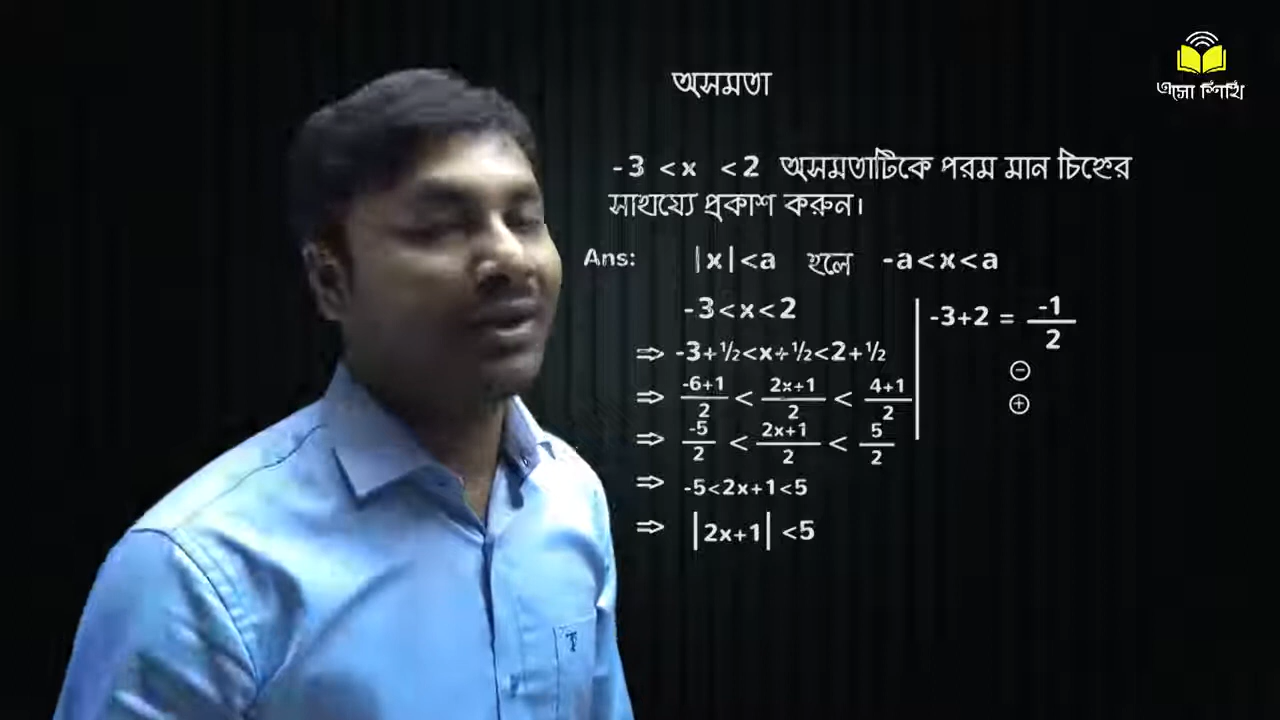 এসো শিখি
অসমতা
-3 <x <2 অসমতাটিকে পরম মান চিহ্নের
সাহায্যে প্রকাশ করুন।
Ans: |x|<a হলে -a<x<a
-3<x<2
-3+2 = -1/2
⇒ -3+½<x+½<2+½
⊖
⇒ -6+1/2 < 2x+1/2 < 4+1/2
⊕
⇒ -5/2 < 2x+1/2 < 5/2
⇒ -5<2x+1<5
⇒ |2x+1| <5